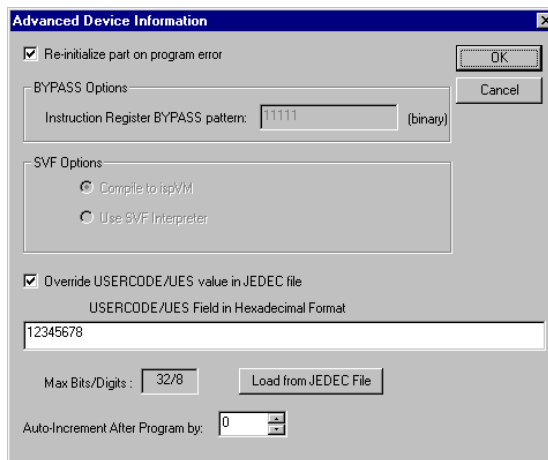 Advanced Device Information
Re-initialize part on program error
OK
Cancel
BYPASS Options
Instruction Register BYPASS pattern: 11111 (binary)
SVF Options
Compile to ispVM
Use SVF Interpreter
Override USERCODE/UES value in JEDEC file
USERCODE/UES Field in Hexadecimal Format
12345678
Max Bits/Digits : 32/8 Load from JEDEC File
Auto-Increment After Program by: 0